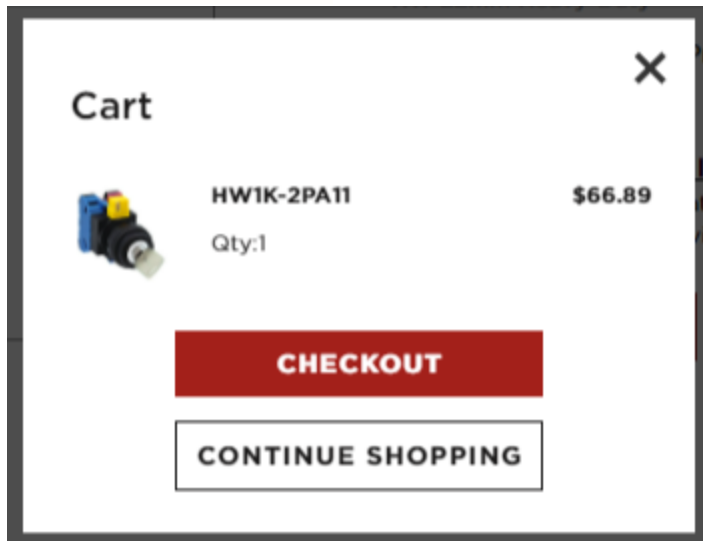 Cart
HW1K-2PA11 $66.89
Qty:1
CHECKOUT
CONTINUE SHOPPING